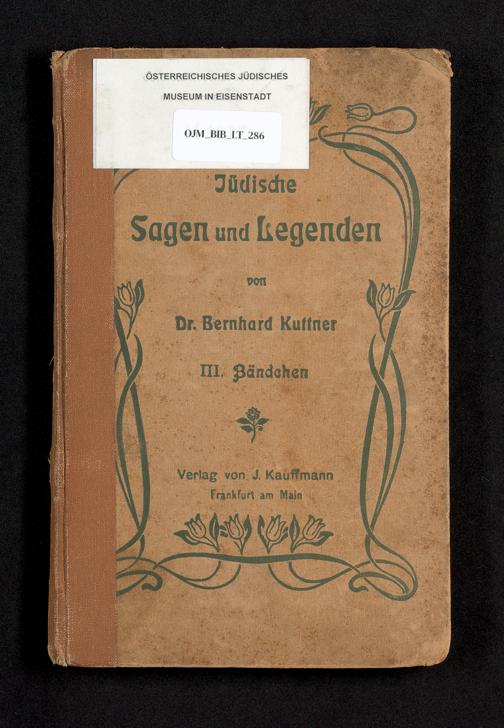 ÖSTERREICHISCHES JÜDISCHES
MUSEUM IN EISENSTADT
OJM_BIB_LT_286
Jüdische
Sagen und Legenden
von
Dr. Bernhard Kuttner
III. Bändchen
Verlag von J. Kauffmann
Frankfurt am Main